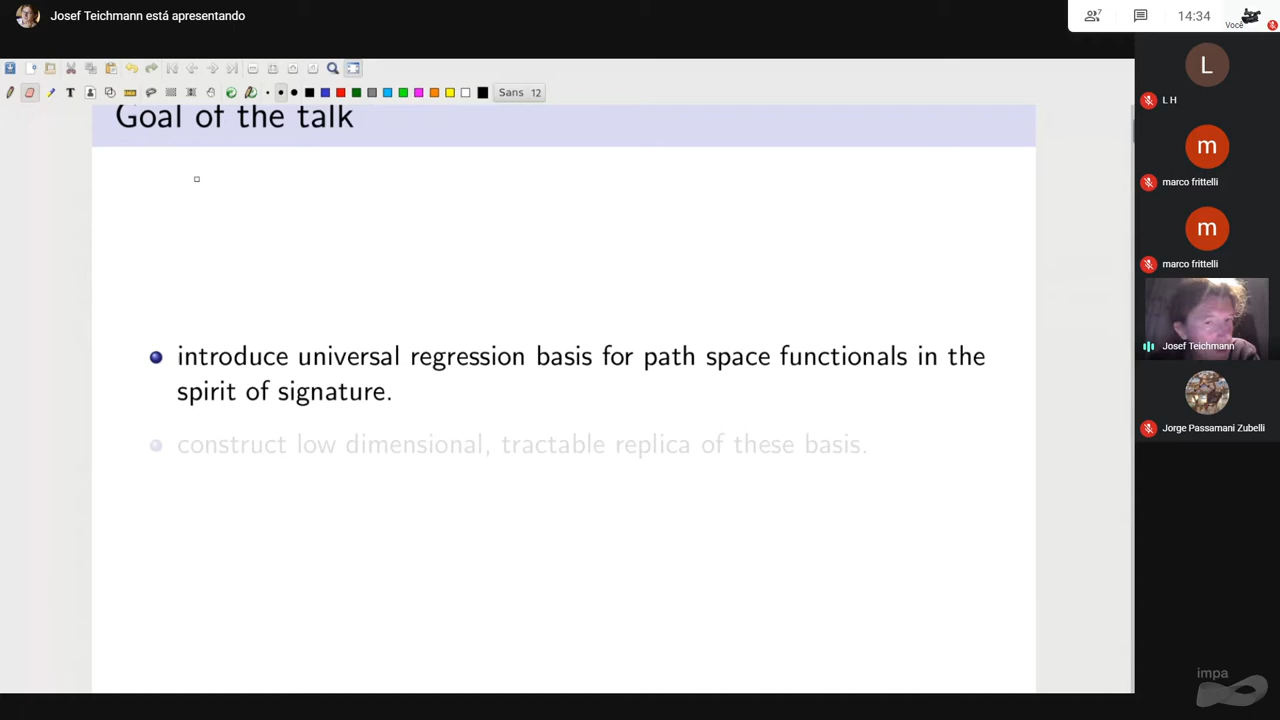 Josef Teichmann está apresentando
7
14:34
Você
Sans 12
Goal of the talk
introduce universal regression basis for path space functionals in the
spirit of signature.
construct low dimensional, tractable replica of these basis.
L
L H
m
marco frittelli
m
marco frittelli
Josef Teichmann
Jorge Passamani Zubelli
impa